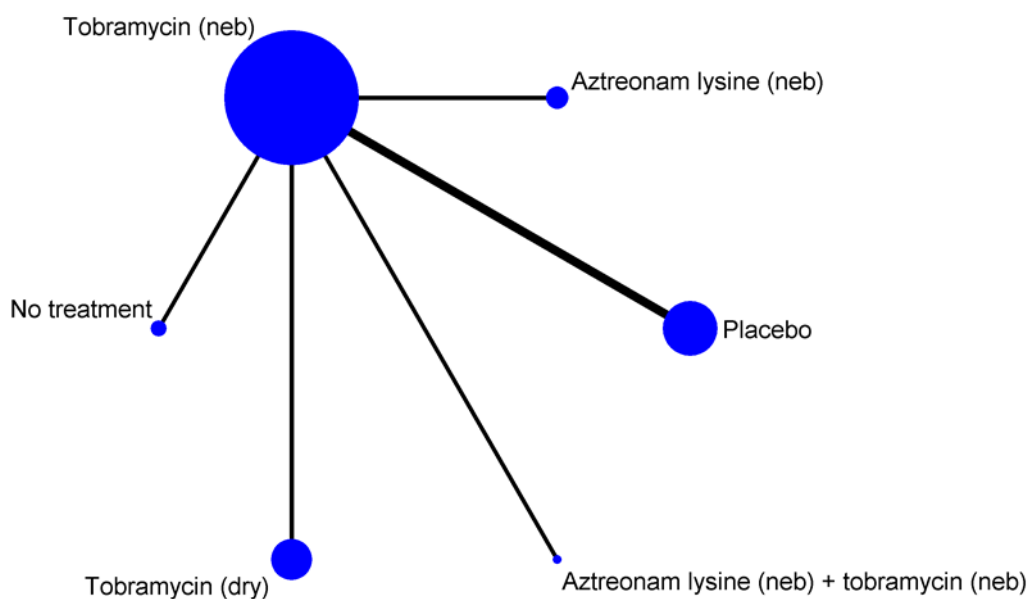 Tobramycin (neb)
Aztreonam lysine (neb)
No treatment
Placebo
Tobramycin (dry)
Aztreonam lysine (neb) + tobramycin (neb)